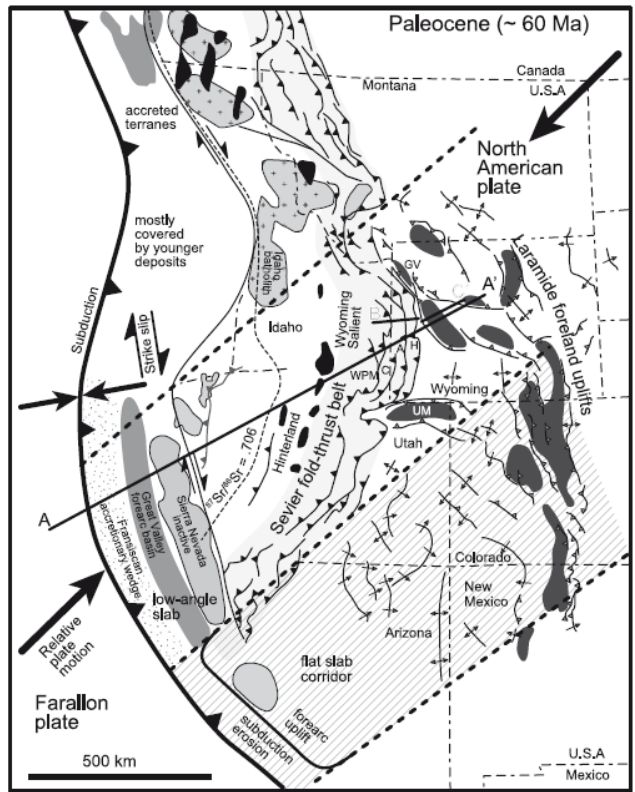 Paleocene (~ 60 Ma)
Canada
U.S.A
Montana
accreted
terranes
North
American
plate
mostly
covered
by younger
deposits
Idaho
batholith
GV
A'
C'
Laramide foreland uplifts
Subduction
Strike slip
Idaho
Wyoming
Salient
B
WPM
C
A
H
Wyoming
UM
Utah
Hinterland
Sevier fold-thrust belt
87Sr/86Sr = .706
A
Great Valley
forearc basin
Sierra Nevada
inactive
Fransiscan
accretionary wedge
low-angle
slab
Colorado
New
Mexico
Arizona
Relative
plate
motion
flat slab
corridor
Farallon
plate
forearc
uplift
subduction
erosion
500 km
U.S.A
Mexico